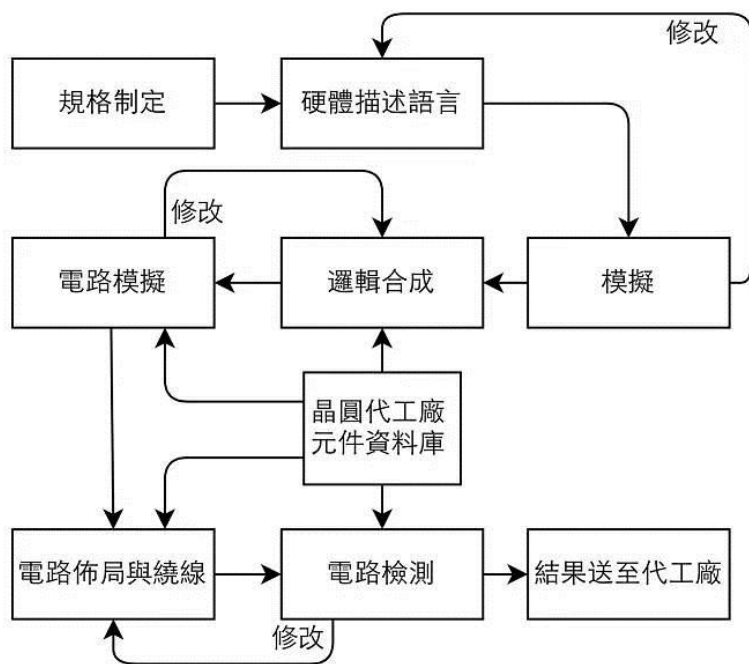 修改
規格制定
硬體描述語言
修改
電路模擬
邏輯合成
模擬
晶圓代工廠
元件資料庫
電路佈局與繞線
電路檢測
結果送至代工廠
修改